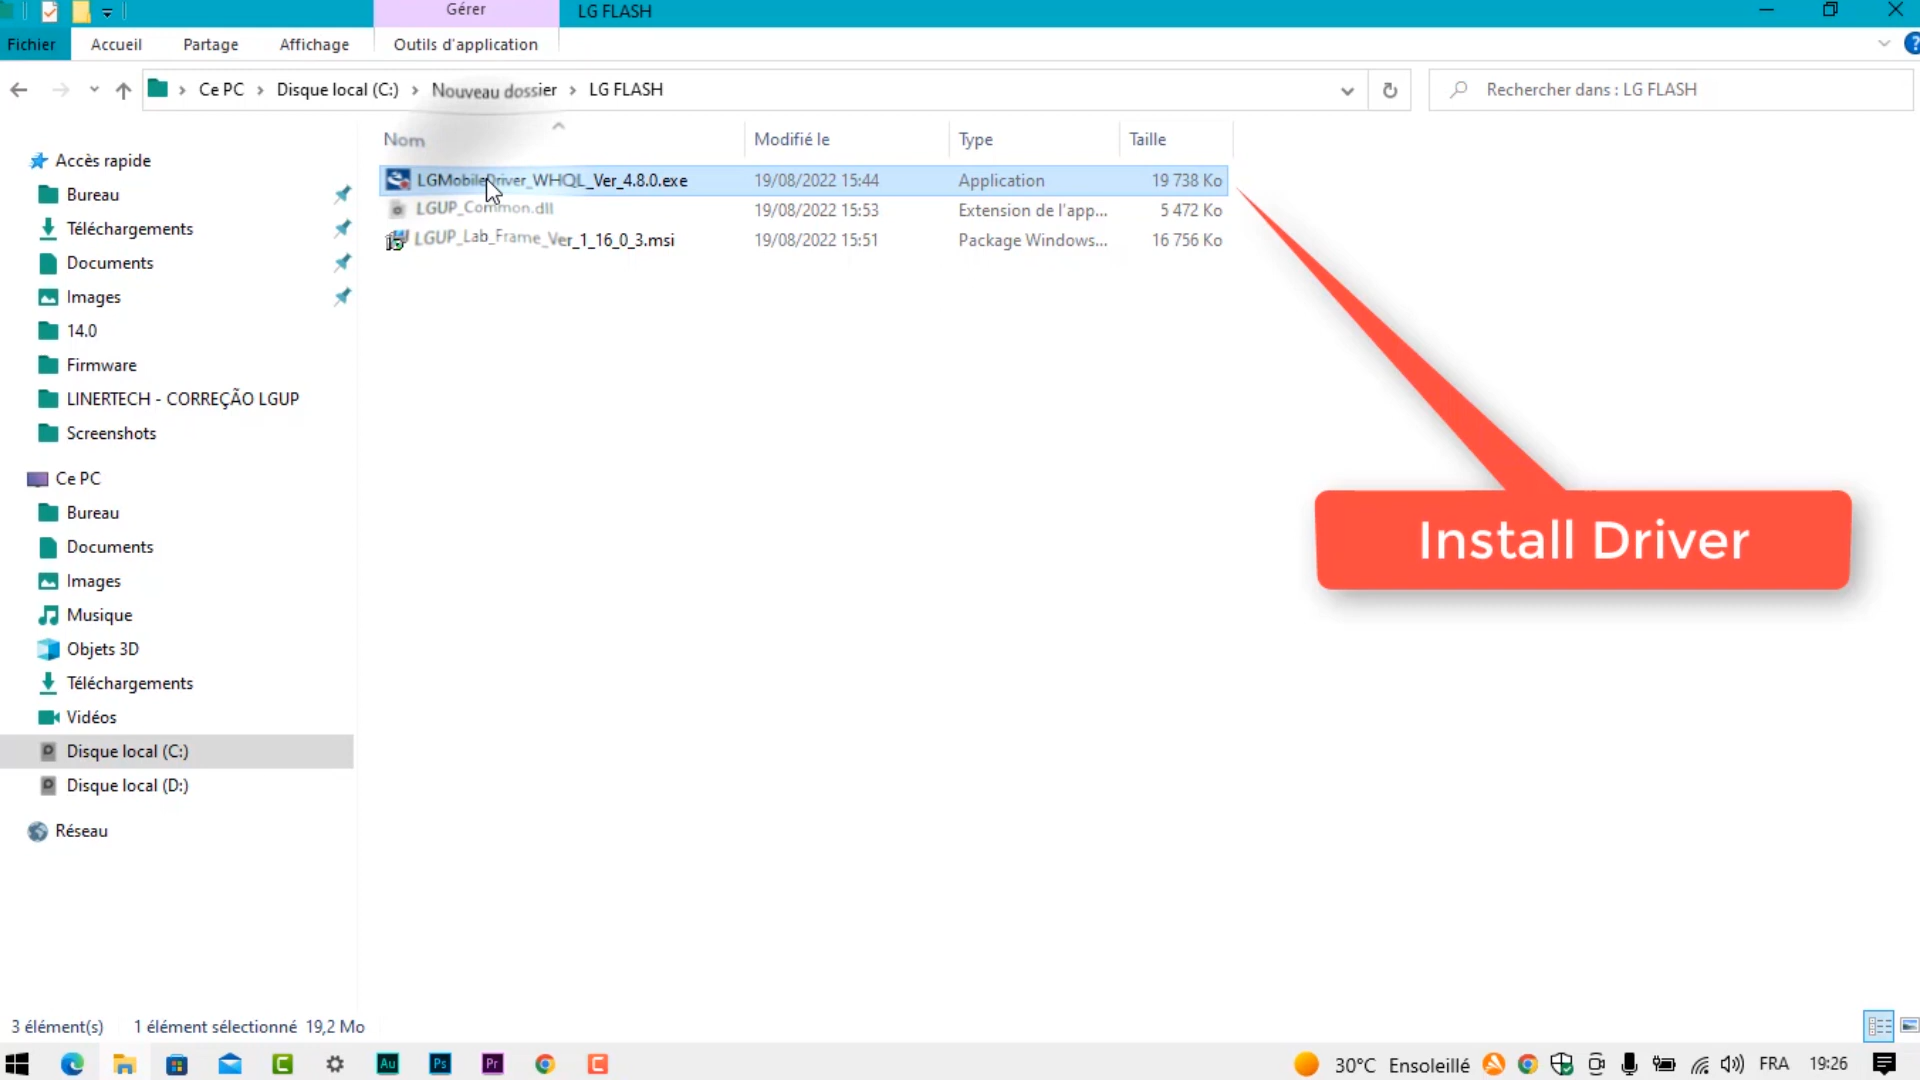 Gérer
LG FLASH
Fichier
Accueil
Partage
Affichage
Outils d'application
Ce PC > Disque local (C:) > Nouveau dossier > LG FLASH
Rechercher dans : LG FLASH
Nom
Modifié le
Type
Taille
LGMobileDriver_WHQL_Ver_4.8.0.exe 19/08/2022 15:44 Application 19 738 Ko
LGUP_Common.dll 19/08/2022 15:53 Extension de l'app... 5 472 Ko
LGUP_Lab_Frame_Ver_1_16_0_3.msi 19/08/2022 15:51 Package Windows... 16 756 Ko
Accès rapide
Bureau
Téléchargements
Documents
Images
14.0
Firmware
LINERTECH - CORREÇÃO LGUP
Screenshots
Ce PC
Bureau
Documents
Images
Musique
Objets 3D
Téléchargements
Vidéos
Disque local (C:)
Disque local (D:)
Réseau
Install Driver
3 élément(s)
1 élément sélectionné 19,2 Mo
Au
Ps
Pr
30°C Ensoleillé
FRA
19:26